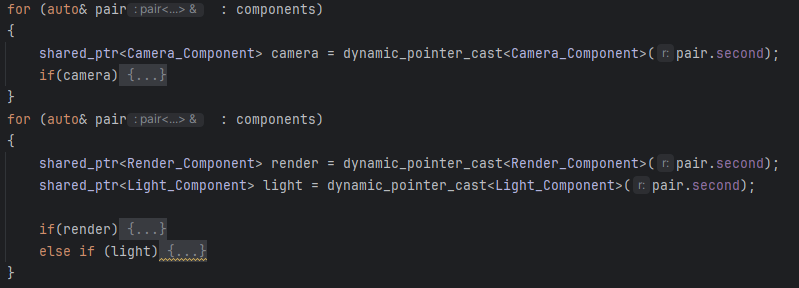 for (auto& pair : pair<...> & : components)
{
    shared_ptr<Camera_Component> camera = dynamic_pointer_cast<Camera_Component>( r: pair.second);
    if(camera) {...}
}
for (auto& pair : pair<...> & : components)
{
    shared_ptr<Render_Component> render = dynamic_pointer_cast<Render_Component>( r: pair.second);
    shared_ptr<Light_Component> light = dynamic_pointer_cast<Light_Component>( r: pair.second);
    if(render) {...}
    else if (light) {...}
}